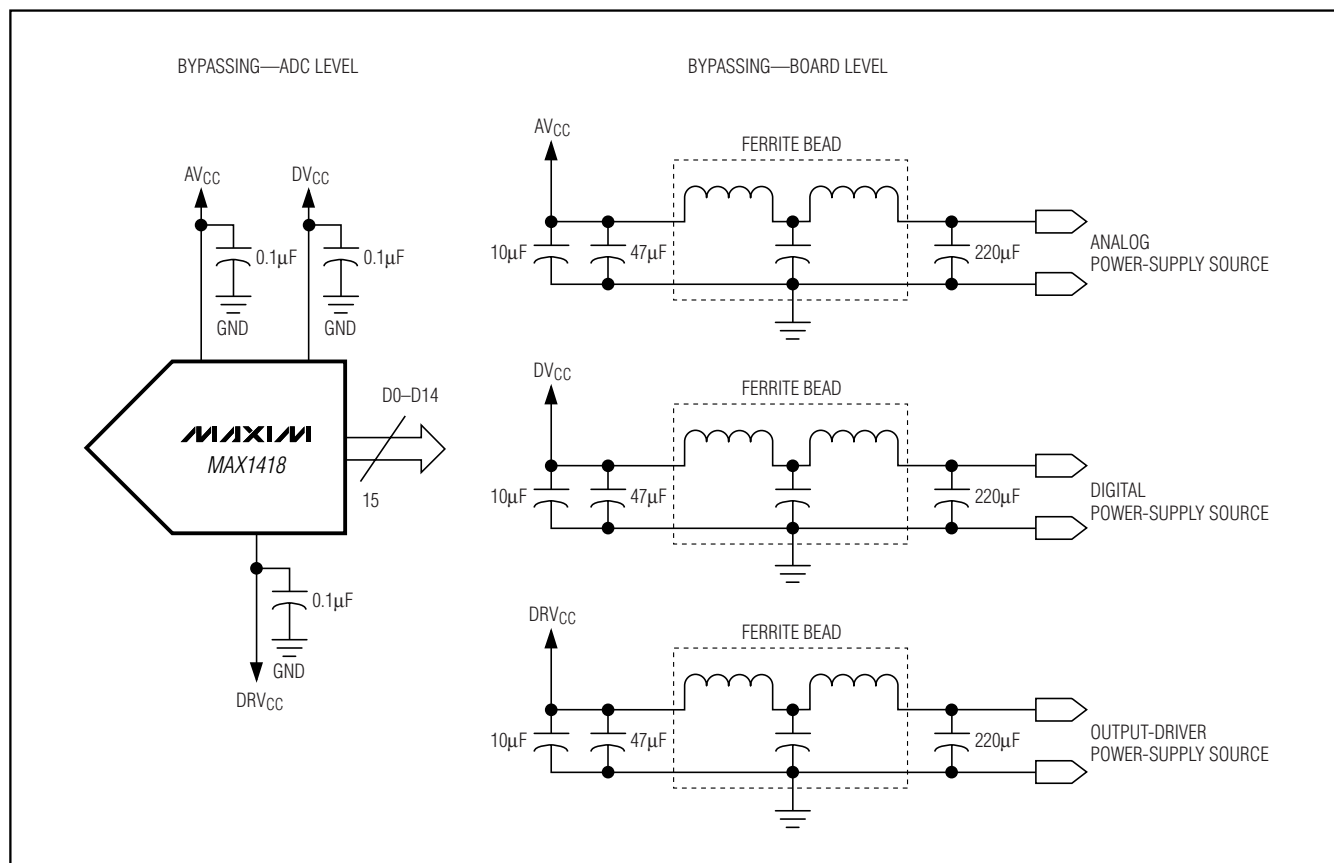 BYPASSING—ADC LEVEL
BYPASSING—BOARD LEVEL
AVCC
DVCC
0.1µF
0.1µF
GND
GND
MAXIM
MAX1418
D0–D14
15
0.1µF
GND
DRVCC
AVCC
FERRITE BEAD
10µF
47µF
220µF
ANALOG
POWER-SUPPLY SOURCE
DVCC
FERRITE BEAD
10µF
47µF
220µF
DIGITAL
POWER-SUPPLY SOURCE
DRVCC
FERRITE BEAD
10µF
47µF
220µF
OUTPUT-DRIVER
POWER-SUPPLY SOURCE